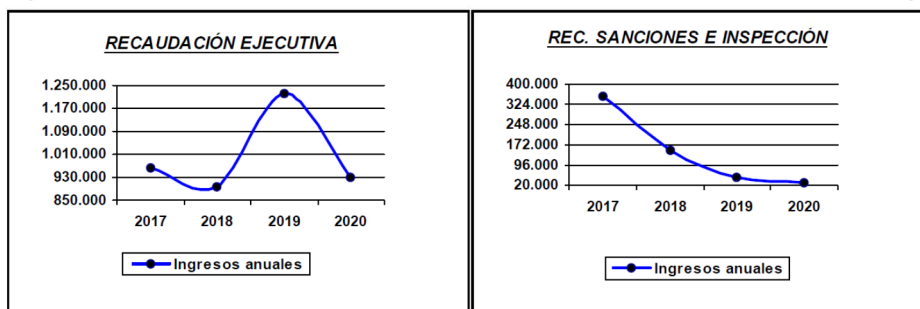 RECAUDACIÓN EJECUTIVA
1.250.000
1.170.000
1.090.000
1.010.000
930.000
850.000
2017 2018 2019 2020
Ingresos anuales
REC. SANCIONES E INSPECCIÓN
400.000
324.000
248.000
172.000
96.000
20.000
2017 2018 2019 2020
Ingresos anuales